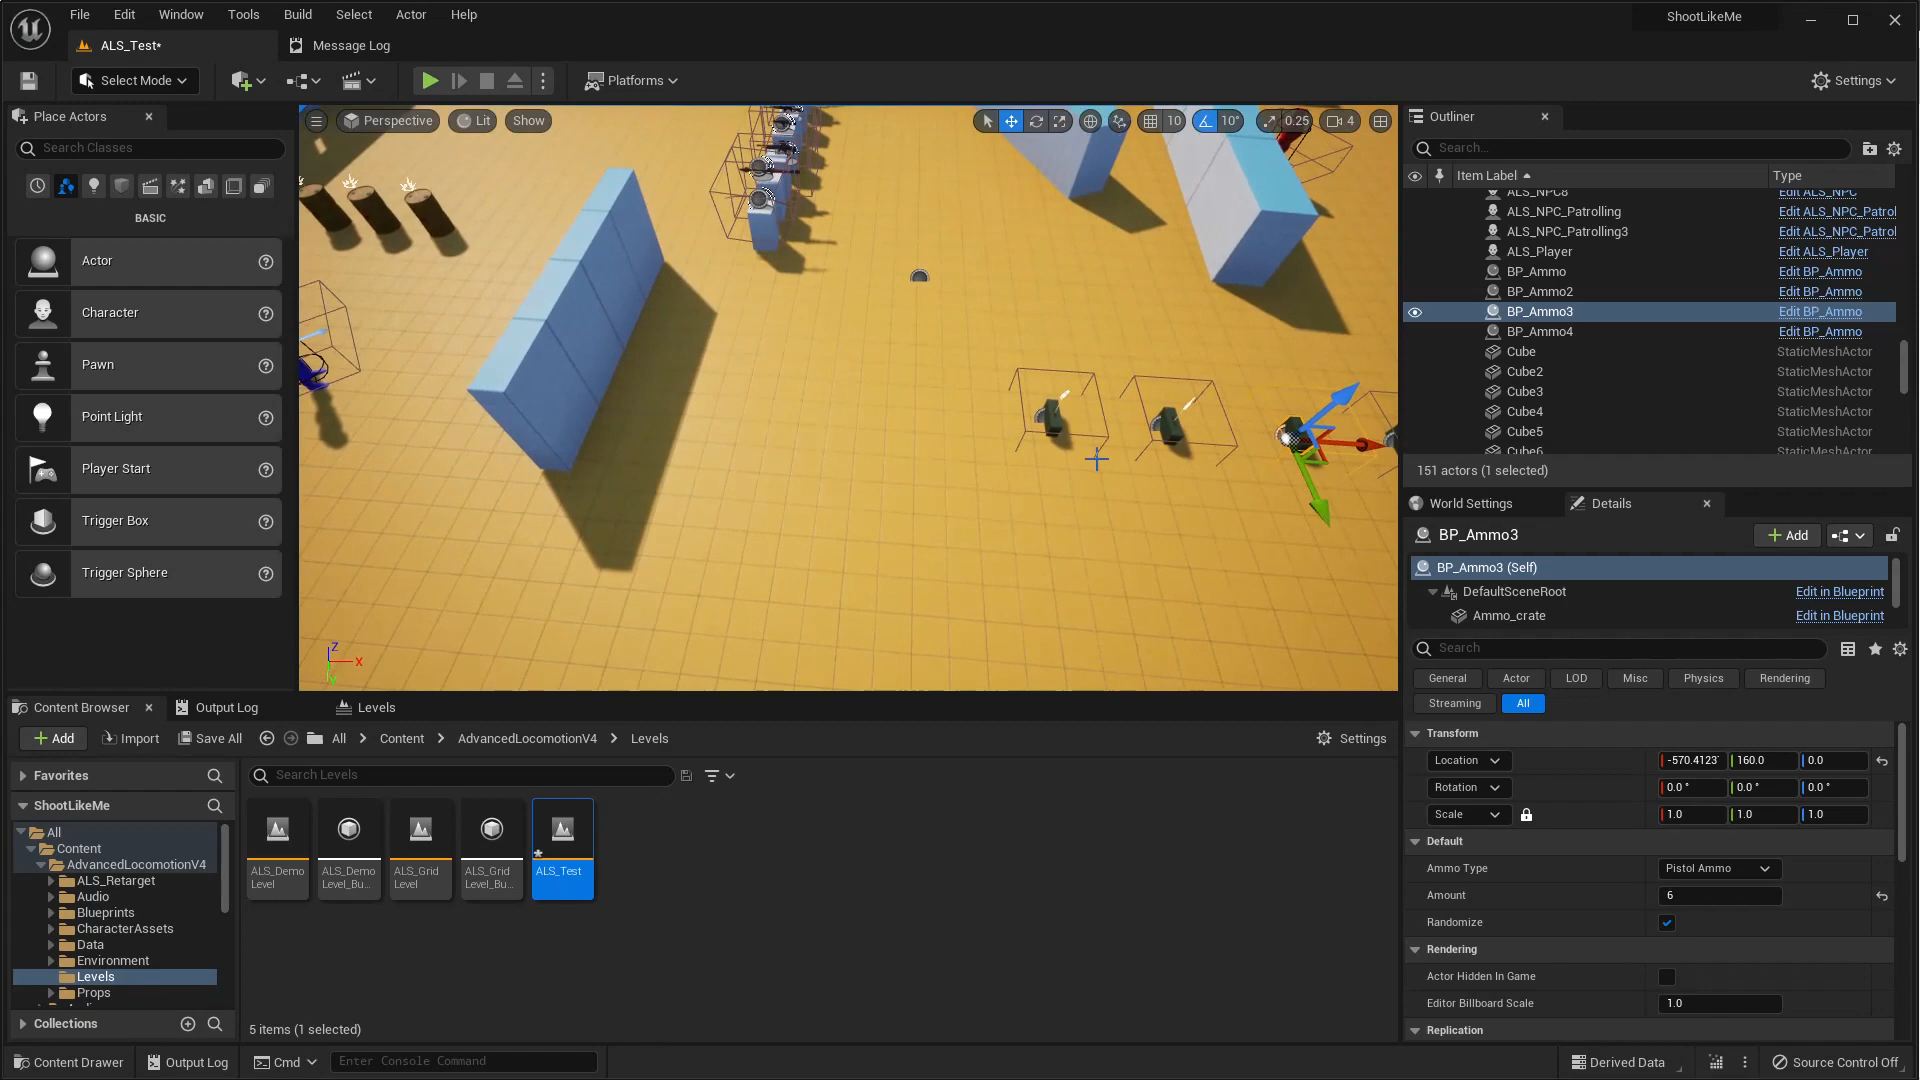 File Edit Window Tools Build Select Actor Help
ShootLikeMe
ALS_Test*
Message Log
Select Mode
Platforms
Settings
Place Actors
Search Classes
BASIC
Actor
Character
Pawn
Point Light
Player Start
Trigger Box
Trigger Sphere
Perspective
Lit
Show
10
10°
0.25
4
Z
X
Y
Outliner
Search...
Item Label
Type
ALS_NPC8 Edit ALS_NPC
ALS_NPC_Patrolling Edit ALS_NPC_Patrol
ALS_NPC_Patrolling3 Edit ALS_NPC_Patrol
ALS_Player Edit ALS_Player
BP_Ammo Edit BP_Ammo
BP_Ammo2 Edit BP_Ammo
BP_Ammo3 Edit BP_Ammo
BP_Ammo4 Edit BP_Ammo
Cube StaticMeshActor
Cube2 StaticMeshActor
Cube3 StaticMeshActor
Cube4 StaticMeshActor
Cube5 StaticMeshActor
Cube6 StaticMeshActor
151 actors (1 selected)
World Settings
Details
BP_Ammo3
Add
BP_Ammo3 (Self)
DefaultSceneRoot Edit in Blueprint
Ammo_crate Edit in Blueprint
Search
General Actor LOD Misc Physics Rendering
Streaming All
Transform
Location -570.4123 160.0 0.0
Rotation 0.0 ° 0.0 ° 0.0 °
Scale 1.0 1.0 1.0
Default
Ammo Type Pistol Ammo
Amount 6
Randomize
Rendering
Actor Hidden In Game
Editor Billboard Scale 1.0
Replication
Content Browser
Output Log
Levels
Add
Import
Save All
All > Content > AdvancedLocomotionV4 > Levels
Settings
Favorites
ShootLikeMe
All
Content
AdvancedLocomotionV4
ALS_Retarget
Audio
Blueprints
CharacterAssets
Data
Environment
Levels
Props
Collections
Search Levels
ALS_Demo
Level
ALS_Demo
Level_Bu...
ALS_Grid
Level
ALS_Grid
Level_Bu...
ALS_Test
5 items (1 selected)
Content Drawer
Output Log
Cmd
Enter Console Command
Derived Data
Source Control Off